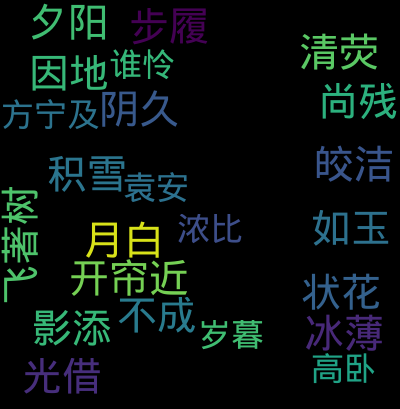 夕阳
步履
清荧
因地
谁怜
尚残
方宁及
阴久
皎洁
积雪
袁安
飞著树
浓比
如玉
月白
开帘近
状花
不成
影添
岁暮
冰薄
光借
高卧